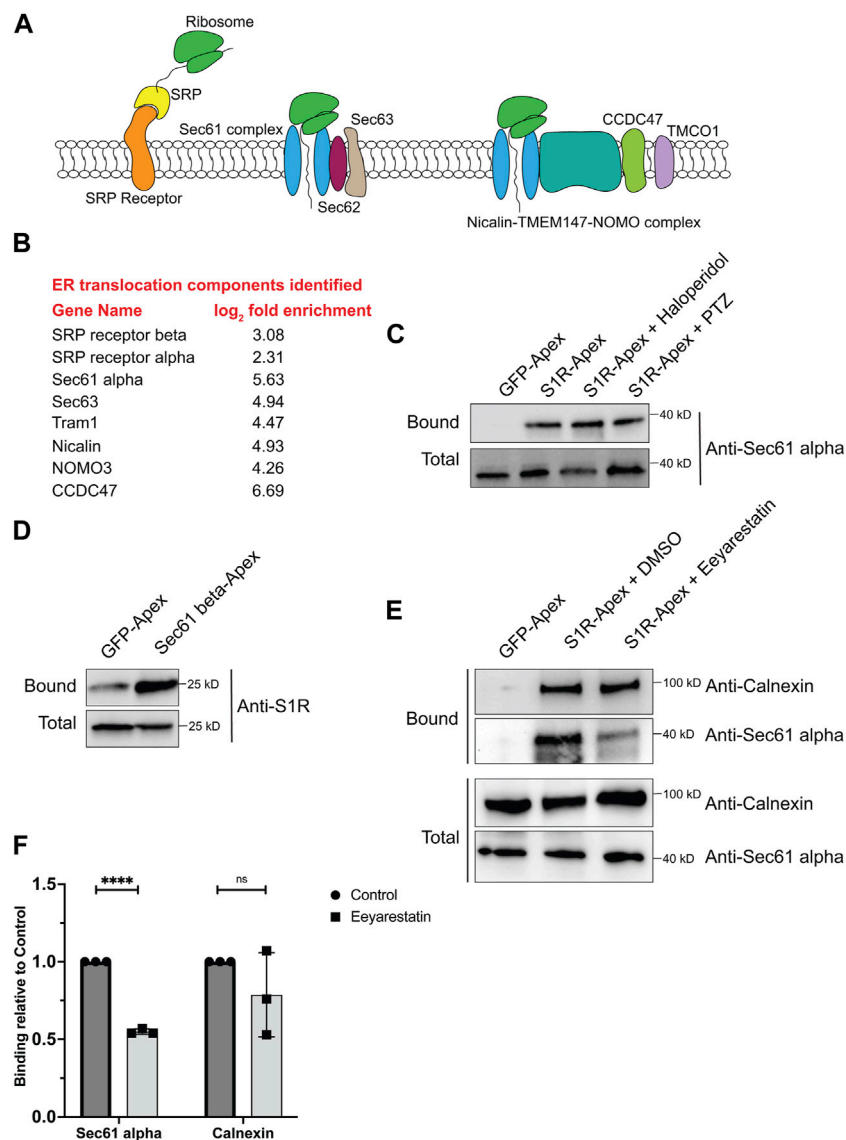 A
Ribosome
SRP
SRP Receptor
Sec61 complex
Sec63
Sec62
CCDC47
TMCO1
Nicalin-TMEM147-NOMO complex
B
ER translocation components identified
Gene Name log2 fold enrichment
SRP receptor beta 3.08
SRP receptor alpha 2.31
Sec61 alpha 5.63
Sec63 4.94
Tram1 4.47
Nicalin 4.93
NOMO3 4.26
CCDC47 6.69
C
GFP-Apex
S1R-Apex
S1R-Apex + Haloperidol
S1R-Apex + PTZ
Bound
40 kD
Total
40 kD
Anti-Sec61 alpha
D
GFP-Apex
Sec61 beta-Apex
Bound
25 kD
Total
25 kD
Anti-S1R
E
GFP-Apex
S1R-Apex + DMSO
S1R-Apex + Eeyarestatin
Bound
100 kD
Anti-Calnexin
40 kD
Anti-Sec61 alpha
Total
100 kD
Anti-Calnexin
40 kD
Anti-Sec61 alpha
F
Binding relative to Control
1.5
1.0
0.5
0.0
****
ns
Control
Eeyarestatin
Sec61 alpha
Calnexin